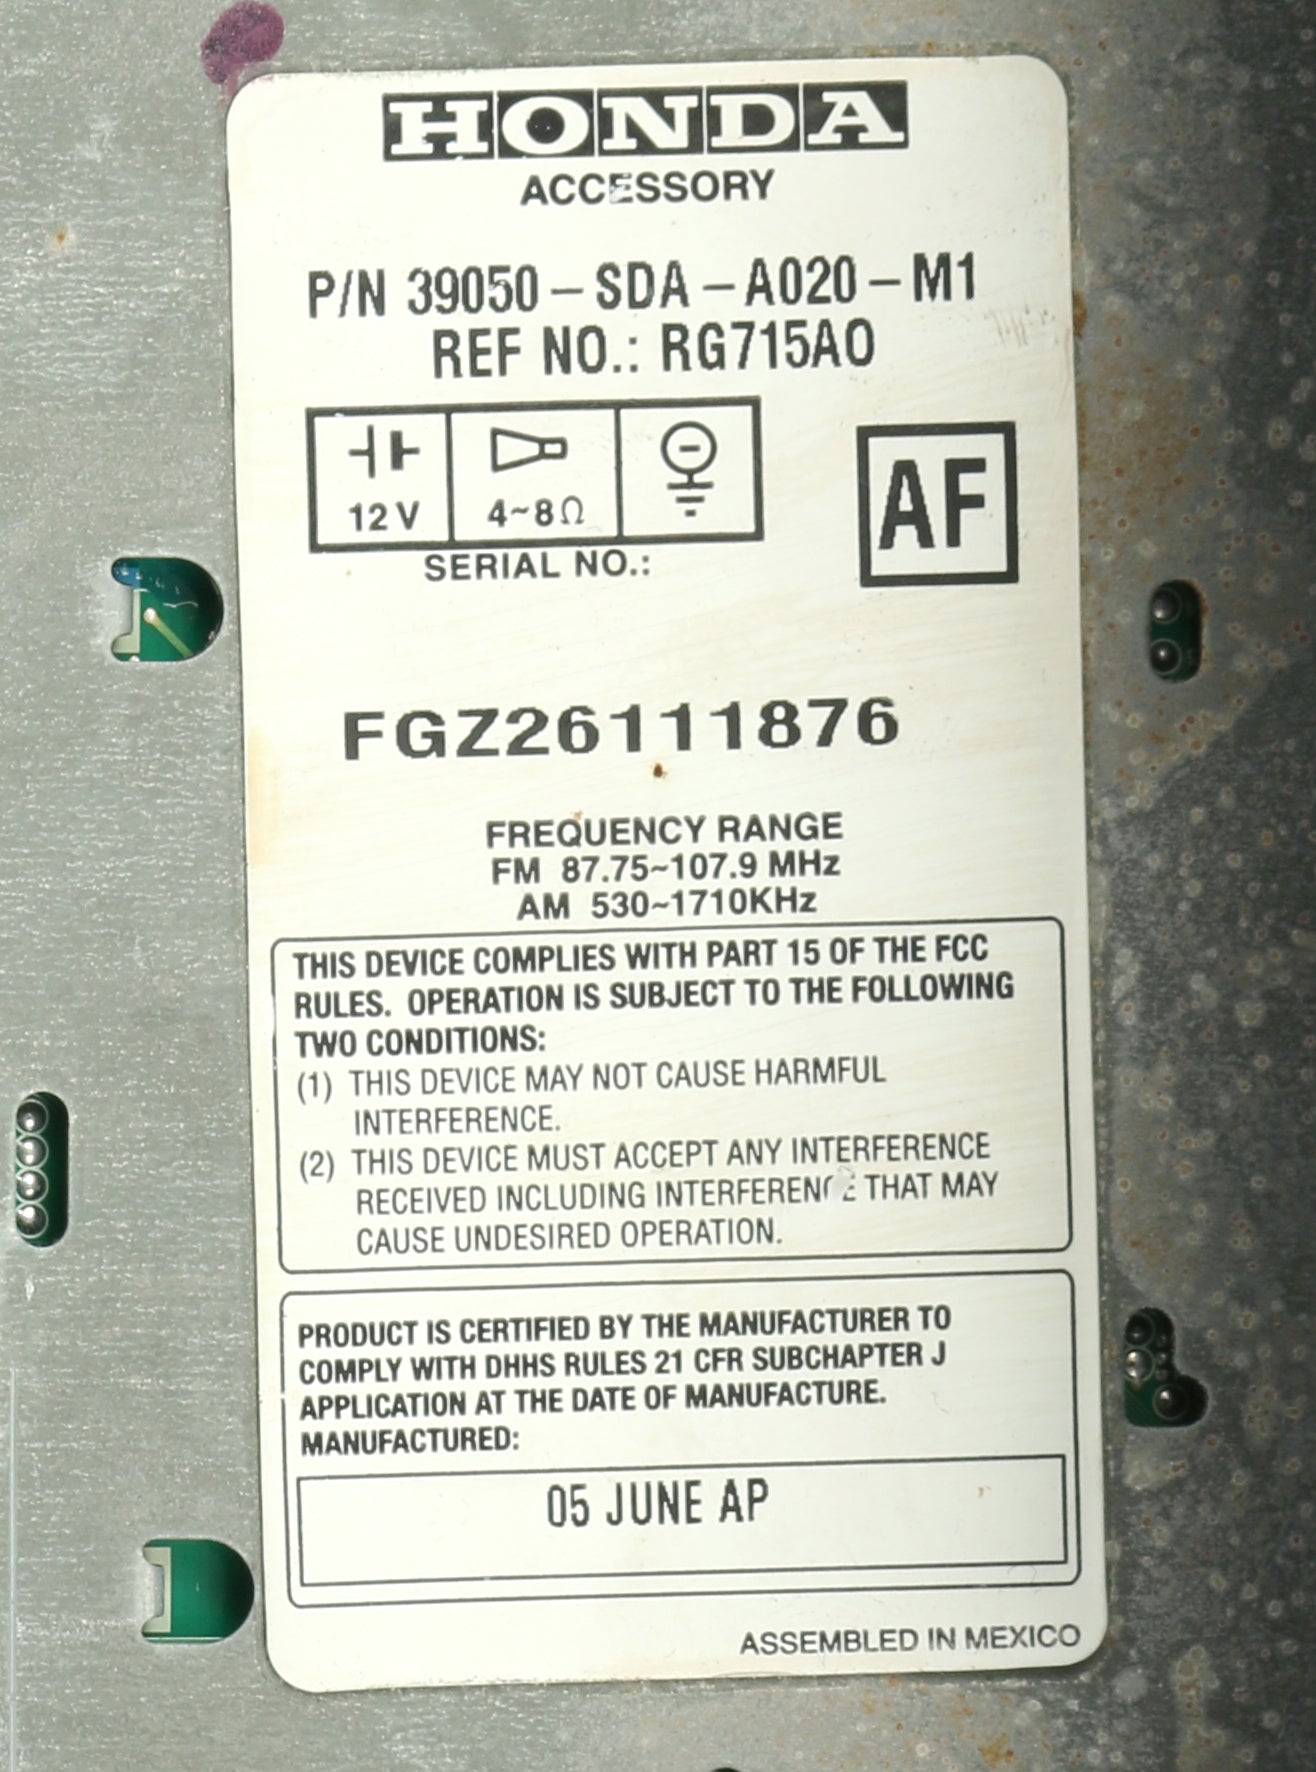 HONDA
ACCESSORY
P/N 39050-SDA-A020-M1
REF NO.: RG715A0
12V 4~8Ω
AF
SERIAL NO.:
FGZ26111876
FREQUENCY RANGE
FM 87.75~107.9 MHz
AM 530~1710KHz
THIS DEVICE COMPLIES WITH PART 15 OF THE FCC
RULES. OPERATION IS SUBJECT TO THE FOLLOWING
TWO CONDITIONS:
(1) THIS DEVICE MAY NOT CAUSE HARMFUL
INTERFERENCE.
(2) THIS DEVICE MUST ACCEPT ANY INTERFERENCE
RECEIVED INCLUDING INTERFERENCE THAT MAY
CAUSE UNDESIRED OPERATION.
PRODUCT IS CERTIFIED BY THE MANUFACTURER TO
COMPLY WITH DHHS RULES 21 CFR SUBCHAPTER J
APPLICATION AT THE DATE OF MANUFACTURE.
MANUFACTURED:
05 JUNE AP
ASSEMBLED IN MEXICO